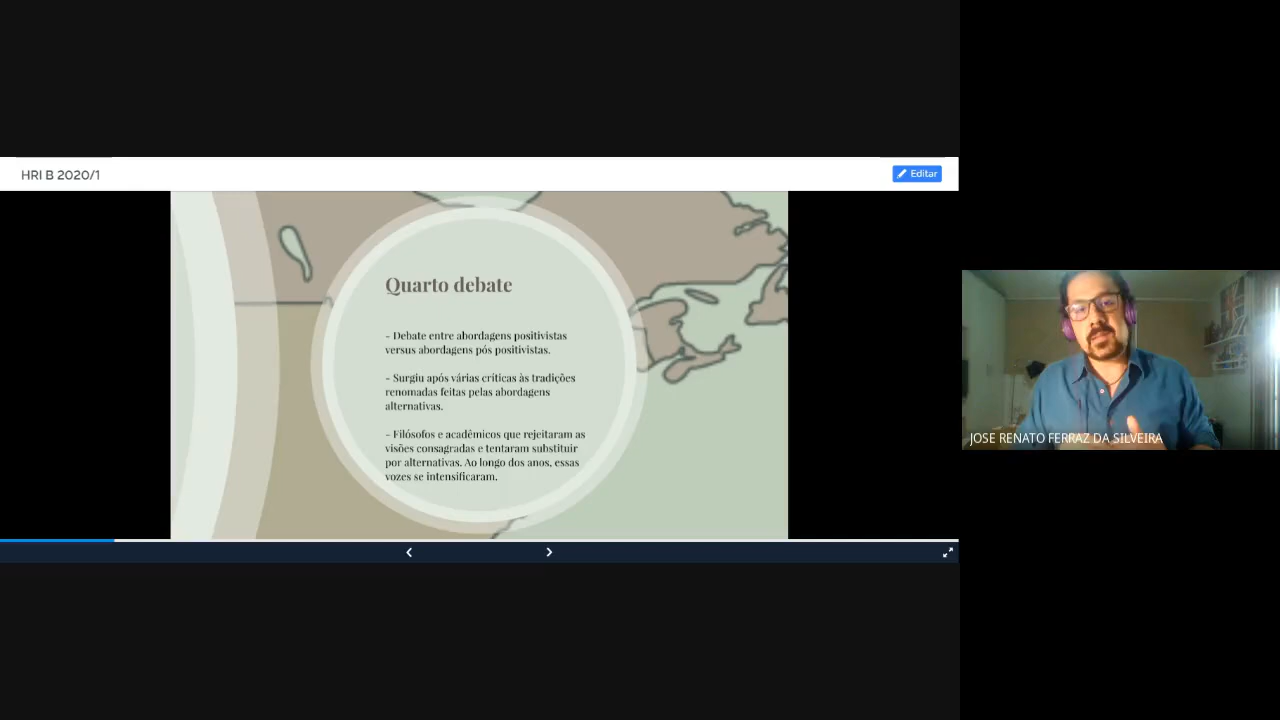 HRI B 2020/1
Editar
Quarto debate
- Debate entre abordagens positivistas
versus abordagens pós positivistas.
- Surgiu após várias críticas às tradições
renomadas feitas pelas abordagens
alternativas.
- Filósofos e acadêmicos que rejeitaram as
visões consagradas e tentaram substituir
por alternativas. Ao longo dos anos, essas
vozes se intensificaram.
JOSE RENATO FERRAZ DA SILVEIRA